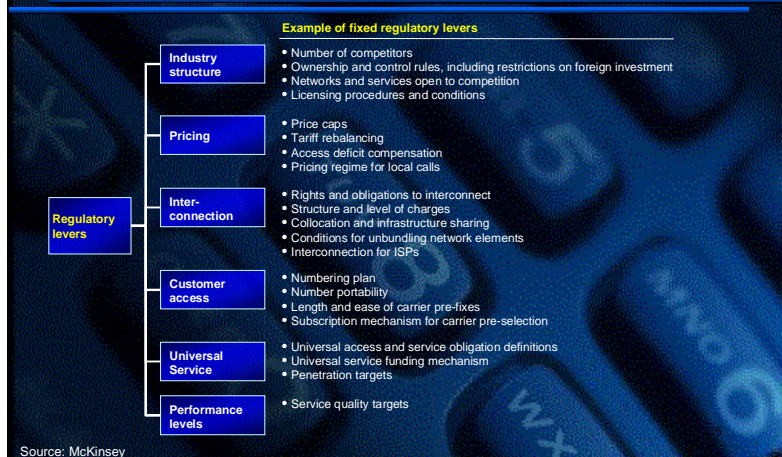 Example of fixed regulatory levers
Regulatory
levers
Industry
structure
• Number of competitors
• Ownership and control rules, including restrictions on foreign investment
• Networks and services open to competition
• Licensing procedures and conditions
Pricing
• Price caps
• Tariff rebalancing
• Access deficit compensation
• Pricing regime for local calls
Inter-
connection
• Rights and obligations to interconnect
• Structure and level of charges
• Collocation and infrastructure sharing
• Conditions for unbundling network elements
• Interconnection for ISPs
Customer
access
• Numbering plan
• Number portability
• Length and ease of carrier pre-fixes
• Subscription mechanism for carrier pre-selection
Universal
Service
• Universal access and service obligation definitions
• Universal service funding mechanism
• Penetration targets
Performance
levels
• Service quality targets
Source: McKinsey
5
8
MNO 6
WX